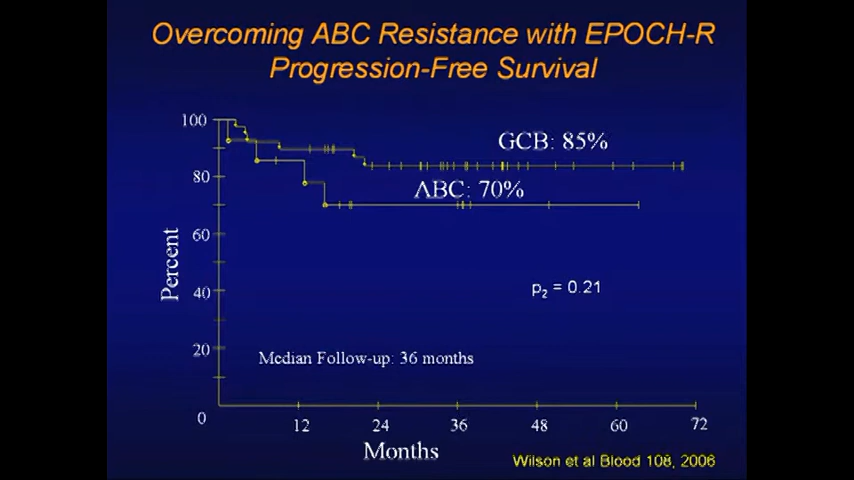 Overcoming ABC Resistance with EPOCH-R
Progression-Free Survival
100
GCB: 85%
80
ABC: 70%
60
Percent
p2 = 0.21
40
20
Median Follow-up: 36 months
0
12 24 36 48 60 72
Months
Wilson et al Blood 108, 2006